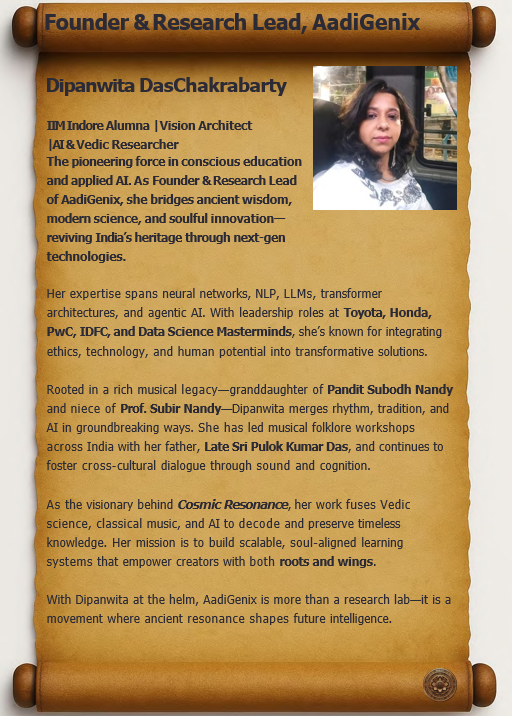 Founder & Research Lead, AadiGenix
Dipanwita DasChakrabarty
IIM Indore Alumna | Vision Architect
|AI & Vedic Researcher
The pioneering force in conscious education
and applied AI. As Founder & Research Lead
of AadiGenix, she bridges ancient wisdom,
modern science, and soulful innovation—
reviving India's heritage through next-gen
technologies.
Her expertise spans neural networks, NLP, LLMs, transformer
architectures, and agentic AI. With leadership roles at Toyota, Honda,
PwC, IDFC, and Data Science Masterminds, she's known for integrating
ethics, technology, and human potential into transformative solutions.
Rooted in a rich musical legacy—granddaughter of Pandit Subodh Nandy
and niece of Prof. Subir Nandy—Dipanwita merges rhythm, tradition, and
AI in groundbreaking ways. She has led musical folklore workshops
across India with her father, Late Sri Pulok Kumar Das, and continues to
foster cross-cultural dialogue through sound and cognition.
As the visionary behind Cosmic Resonance, her work fuses Vedic
science, classical music, and AI to decode and preserve timeless
knowledge. Her mission is to build scalable, soul-aligned learning
systems that empower creators with both roots and wings.
With Dipanwita at the helm, AadiGenix is more than a research lab—it is a
movement where ancient resonance shapes future intelligence.